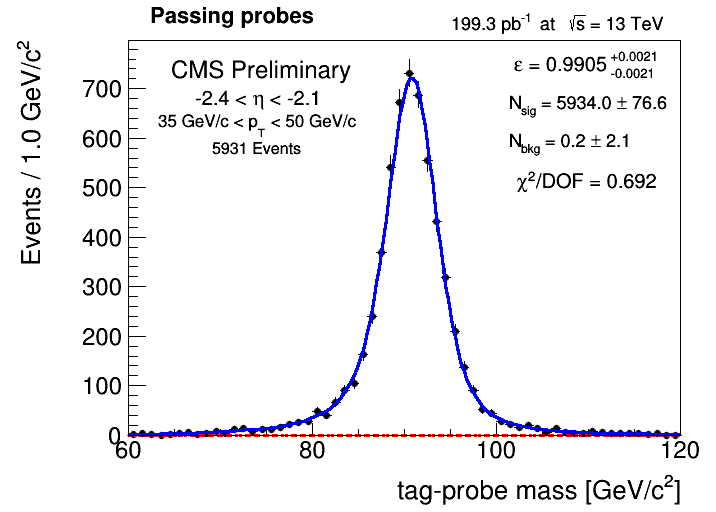 Passing probes
199.3 pb⁻¹ at √s = 13 TeV
CMS Preliminary
-2.4 < η < -2.1
35 GeV/c < p_T < 50 GeV/c
5931 Events
ε = 0.9905 +0.0021 -0.0021
N_sig = 5934.0 ± 76.6
N_bkg = 0.2 ± 2.1
χ²/DOF = 0.692
Events / 1.0 GeV/c²
700
600
500
400
300
200
100
0
60 80 100 120
tag-probe mass [GeV/c²]